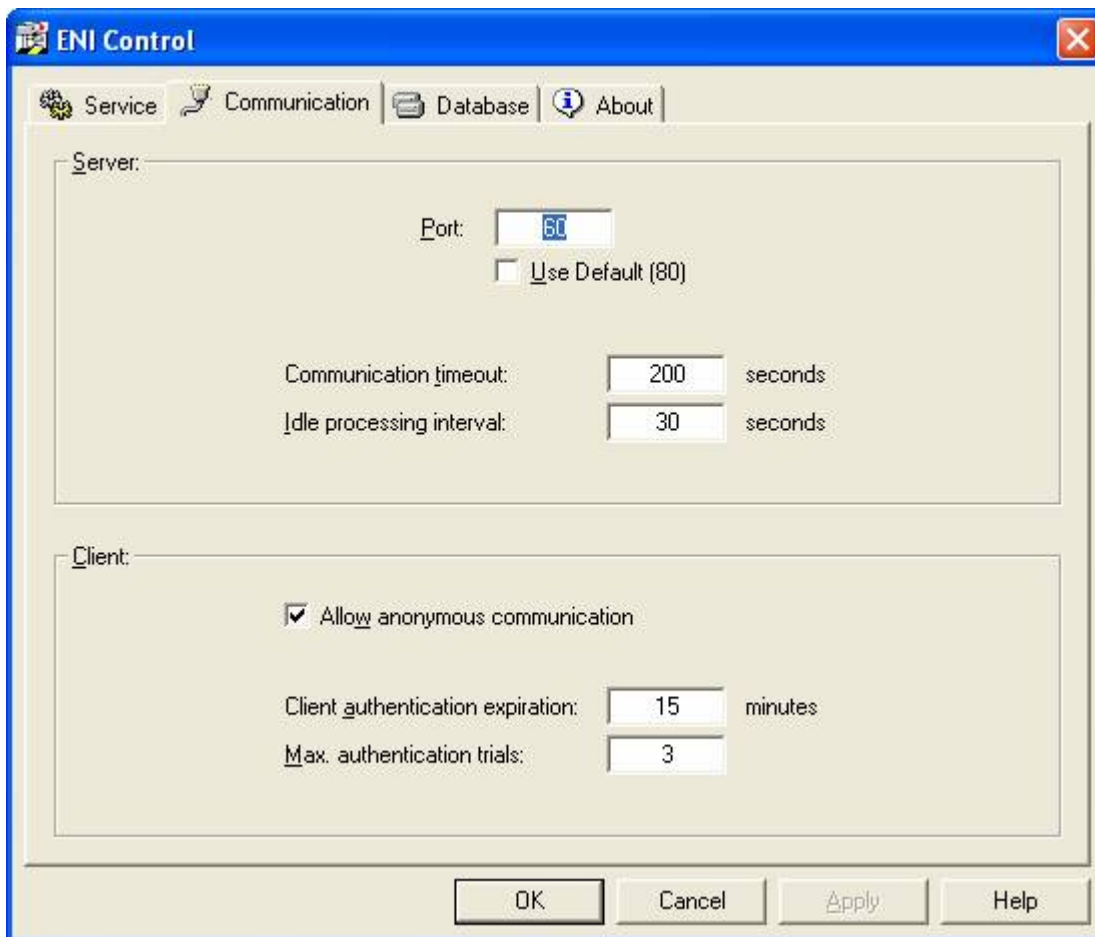 ENI Control
Service Communication Database About
Server:
Port: 60
Use Default (80)
Communication timeout: 200 seconds
Idle processing interval: 30 seconds
Client:
Allow anonymous communication
Client authentication expiration: 15 minutes
Max. authentication trials: 3
OK Cancel Apply Help